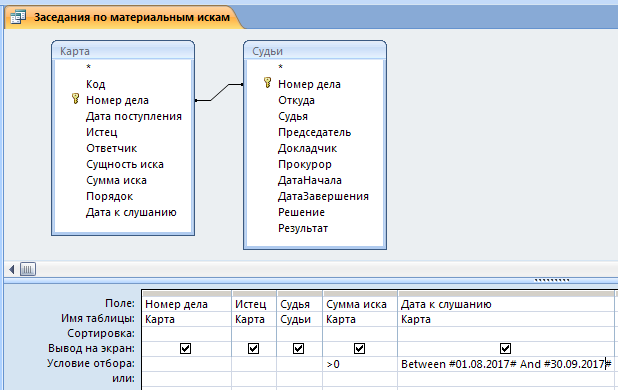 Заседания по материальным искам
Карта
*
Код
Номер дела
Дата поступления
Истец
Ответчик
Сущность иска
Сумма иска
Порядок
Дата к слушанию
Судьи
*
Номер дела
Откуда
Судья
Председатель
Докладчик
Прокурор
ДатаНачала
ДатаЗавершения
Решение
Результат
Поле: Номер дела Истец Судья Сумма иска Дата к слушанию
Имя таблицы: Карта Карта Судьи Карта Карта
Сортировка:
Вывод на экран:
Условие отбора: >0 Between #01.08.2017# And #30.09.2017#
или: